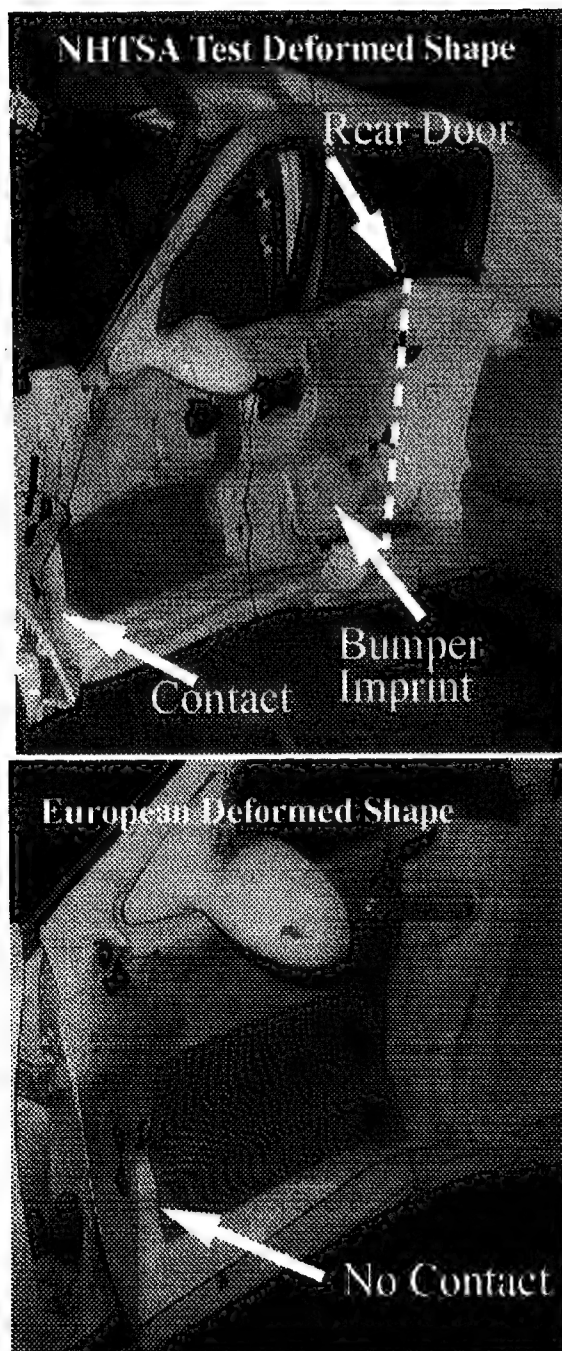 NHTSA Test Deformed Shape
Rear Door
Bumper
Imprint
Contact
European Deformed Shape
No Contact